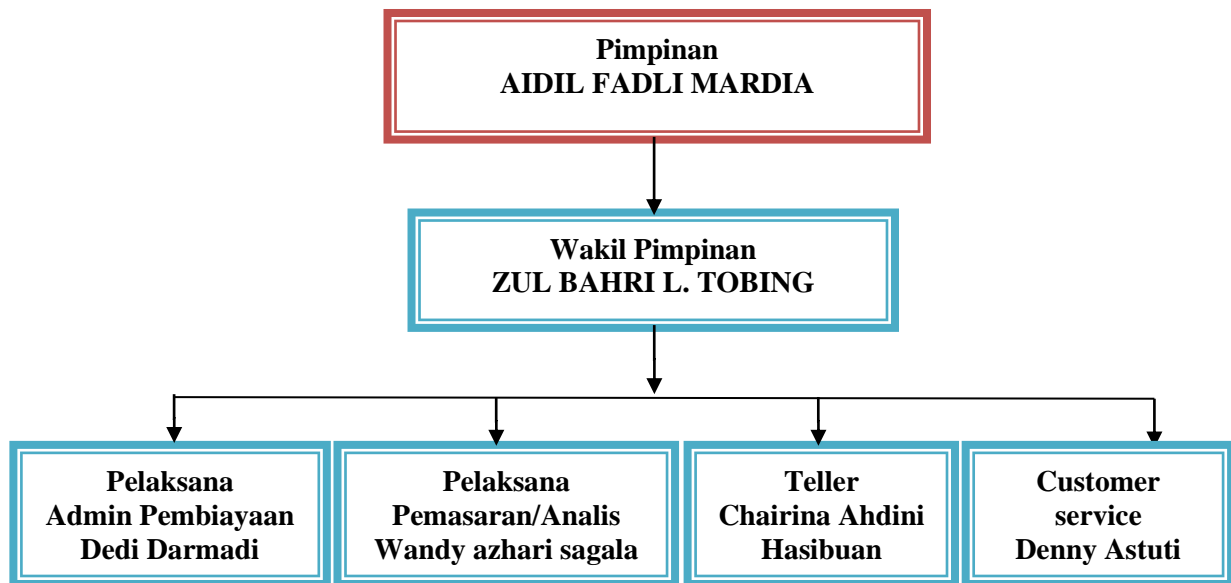 Pimpinan
AIDIL FADLI MARDIA
Wakil Pimpinan
ZUL BAHRI L. TOBING
Pelaksana
Admin Pembiayaan
Dedi Darmadi
Pelaksana
Pemasaran/Analis
Wandy azhari sagala
Teller
Chairina Ahdini
Hasibuan
Customer
service
Denny Astuti